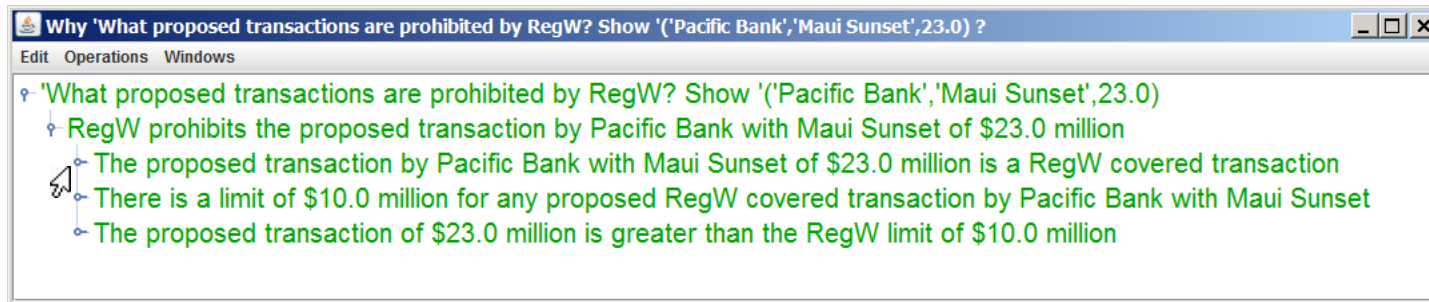 Why 'What proposed transactions are prohibited by RegW? Show '('Pacific Bank','Maui Sunset',23.0) ?
Edit Operations Windows
'What proposed transactions are prohibited by RegW? Show '('Pacific Bank','Maui Sunset',23.0)
RegW prohibits the proposed transaction by Pacific Bank with Maui Sunset of $23.0 million
The proposed transaction by Pacific Bank with Maui Sunset of $23.0 million is a RegW covered transaction
There is a limit of $10.0 million for any proposed RegW covered transaction by Pacific Bank with Maui Sunset
The proposed transaction of $23.0 million is greater than the RegW limit of $10.0 million